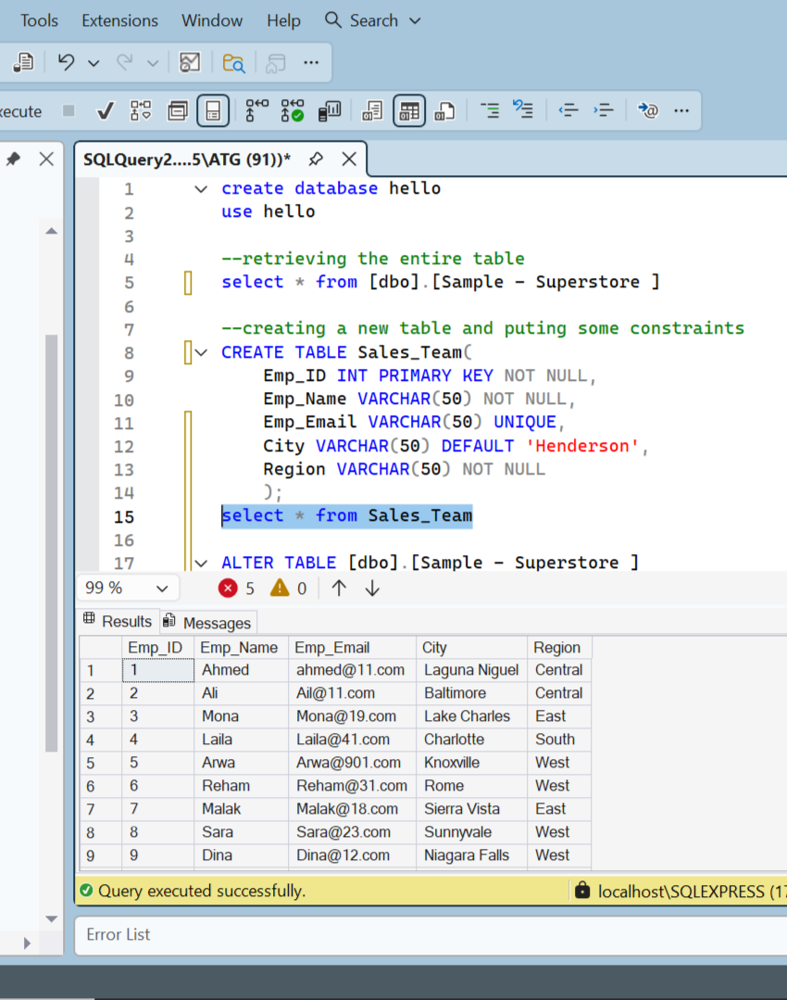 Tools Extensions Window Help Search
ecute
SQLQuery2....5\ATG (91))*
1 create database hello
2 use hello
3
4 --retrieving the entire table
5 select * from [dbo].[Sample - Superstore ]
6
7 --creating a new table and puting some constraints
8 CREATE TABLE Sales_Team(
9 Emp_ID INT PRIMARY KEY NOT NULL,
10 Emp_Name VARCHAR(50) NOT NULL,
11 Emp_Email VARCHAR(50) UNIQUE,
12 City VARCHAR(50) DEFAULT 'Henderson',
13 Region VARCHAR(50) NOT NULL
14 );
15 select * from Sales_Team
16
17 ALTER TABLE [dbo].[Sample - Superstore ]
99 % 5 0
Results Messages
Emp_ID Emp_Name Emp_Email City Region
1 1 Ahmed ahmed@11.com Laguna Niguel Central
2 2 Ali Ail@11.com Baltimore Central
3 3 Mona Mona@19.com Lake Charles East
4 4 Laila Laila@41.com Charlotte South
5 5 Arwa Arwa@901.com Knoxville West
6 6 Reham Reham@31.com Rome West
7 7 Malak Malak@18.com Sierra Vista East
8 8 Sara Sara@23.com Sunnyvale West
9 9 Dina Dina@12.com Niagara Falls West
Query executed successfully. localhost\SQLEXPRESS (17
Error List